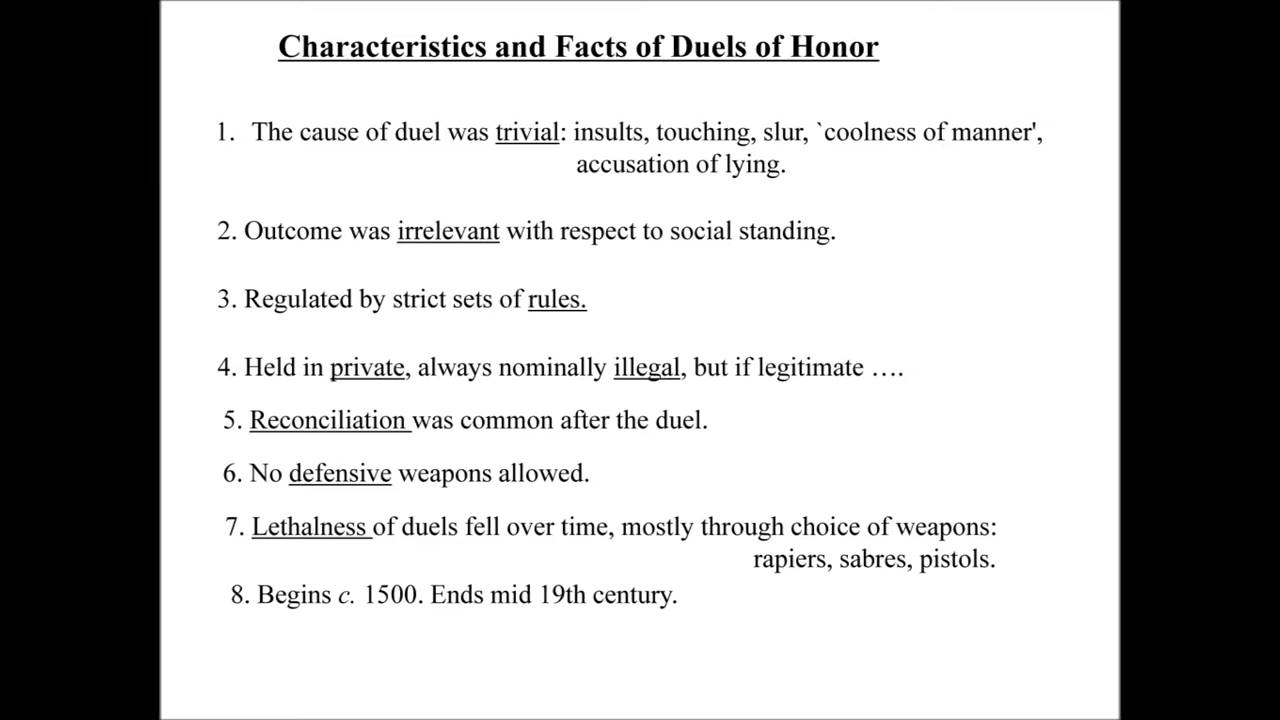 Characteristics and Facts of Duels of Honor
1. The cause of duel was trivial: insults, touching, slur, `coolness of manner',
accusation of lying.
2. Outcome was irrelevant with respect to social standing.
3. Regulated by strict sets of rules.
4. Held in private, always nominally illegal, but if legitimate ….
5. Reconciliation was common after the duel.
6. No defensive weapons allowed.
7. Lethalness of duels fell over time, mostly through choice of weapons:
rapiers, sabres, pistols.
8. Begins c. 1500. Ends mid 19th century.